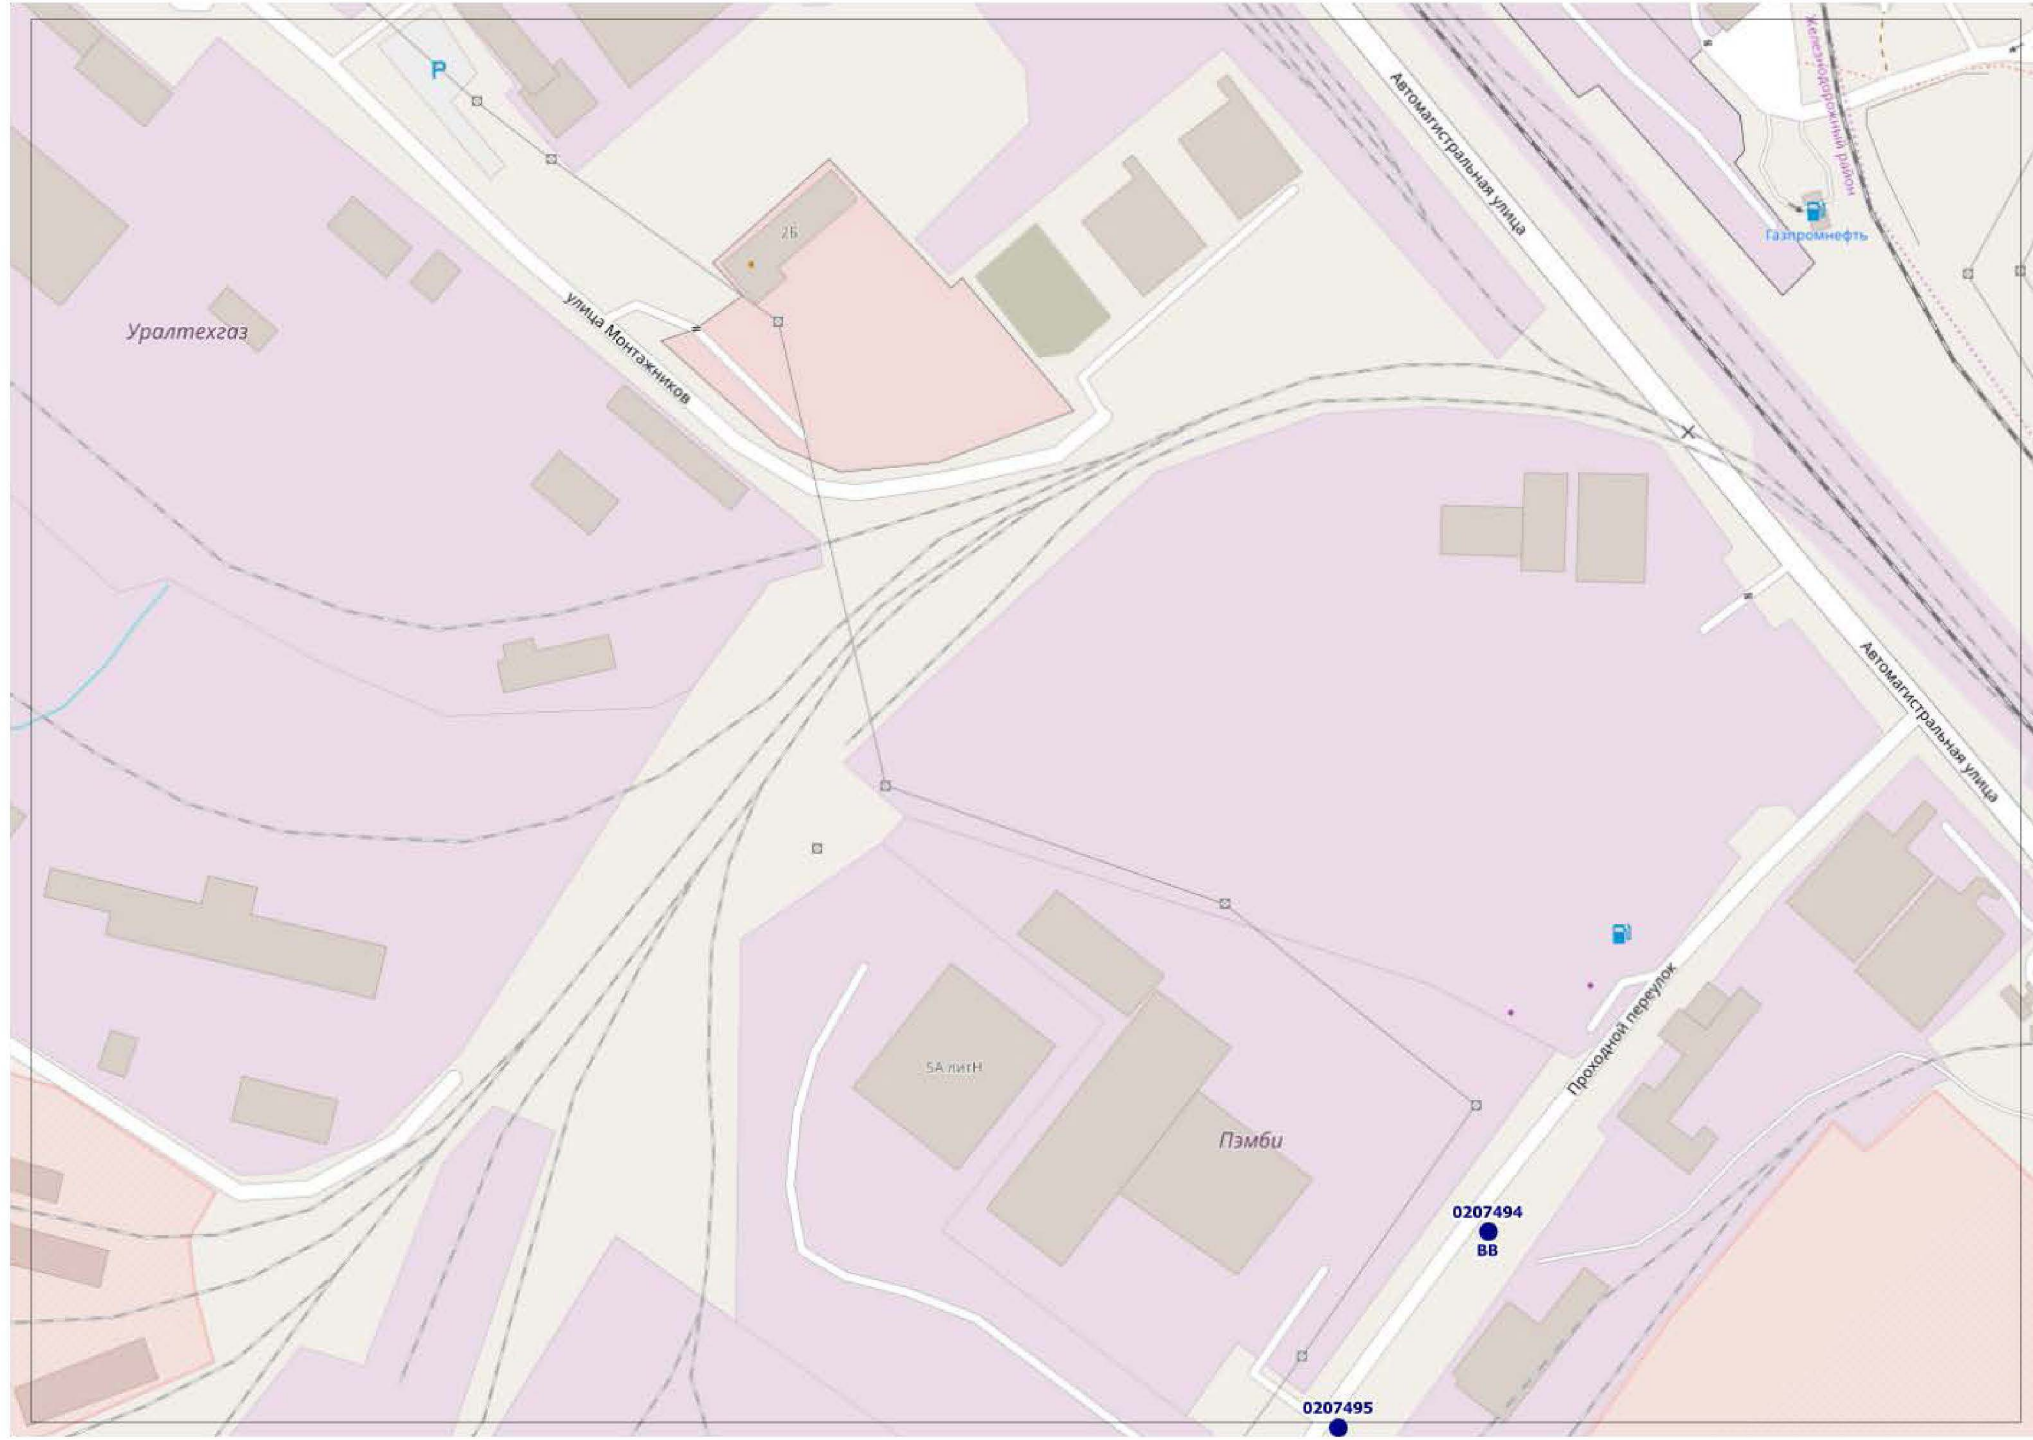 P
Автомагистральная улица
Железнодорожный район
Газпромнефть
2Б
улица Монтажников
Уралтехгаз
Автомагистральная улица
Проходной переулок
5А литН
Пэмби
0207494
ВВ
0207495